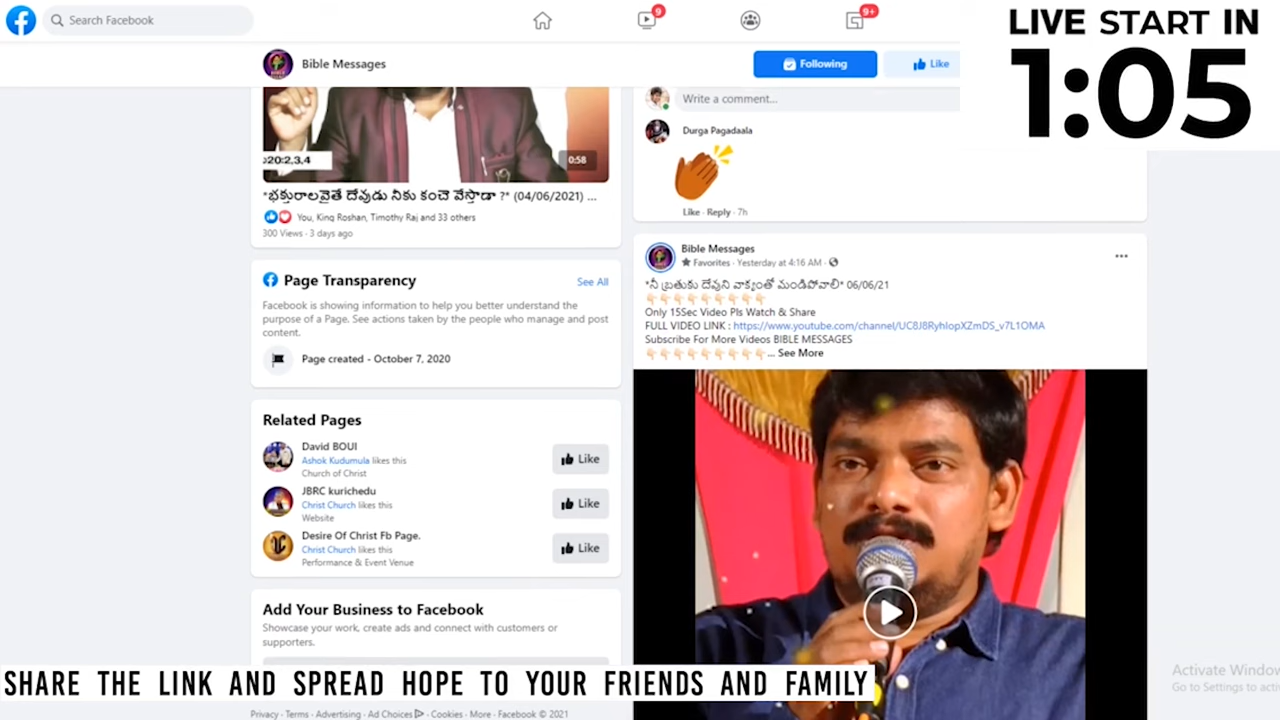 Search Facebook
9
9+
LIVE START IN
1:05
Bible Messages
Following
Like
20:2,3,4
0:58
*భక్తురాలవైతే దేవుడు నీకు కంచె వేస్తాడా ?* (04/06/2021) ...
You, King Roshan, Timothy Raj and 33 others
300 Views · 3 days ago
Page Transparency
See All
Facebook is showing information to help you better understand the
purpose of a Page. See actions taken by the people who manage and post
content.
Page created - October 7, 2020
Related Pages
David BOUI
Ashok Kudumula likes this
Church of Christ
Like
JBRC kurichedu
Christ Church likes this
Website
Like
Desire Of Christ Fb Page.
Christ Church likes this
Performance & Event Venue
Like
Add Your Business to Facebook
Showcase your work, create ads and connect with customers or
supporters.
Privacy · Terms · Advertising · Ad Choices · Cookies · More · Facebook © 2021
Write a comment...
Durga Pagadaala
Like · Reply · 7h
Bible Messages
Favorites · Yesterday at 4:16 AM ·
*నీ బ్రతుకు దేవుని వాక్యంతో మండిపోవాలి* 06/06/21
Only 15Sec Video Pls Watch & Share
FULL VIDEO LINK : https://www.youtube.com/channel/UC8J8RyhIopXZmDS_v7L1OMA
Subscribe For More Videos BIBLE MESSAGES
... See More
Activate Window
Go to Settings to acti
SHARE THE LINK AND SPREAD HOPE TO YOUR FRIENDS AND FAMILY